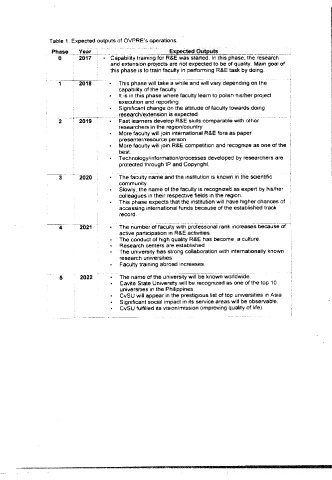 Table 1. Expected outputs of OVPRE's operations.
Phase Year Expected Outputs
0 2017 • Capability training for R&E was started. In this phase, the research
and extension projects are not expected to be of quality. Main goal of
this phase is to train faculty in performing R&E task by doing.
1 2018 • This phase will take a while and will vary depending on the
capability of the faculty
• It is in this phase where faculty learn to polish his/her project
execution and reporting.
• Significant change on the attitude of faculty towards doing
research/extension is expected
2 2019 • Fast learners develop R&E skills comparable with other
researchers in the region/country
• More faculty will join international R&E fora as paper
presenter/resource person
• More faculty will join R&E competition and recognize as one of the
best
• Technology/information/processes developed by researchers are
protected through IP and Copyright.
3 2020 • The faculty name and the institution is known in the scientific
community.
• Slowly, the name of the faculty is recognized as expert by his/her
colleagues in their respective fields in the region.
• This phase expects that the institution will have higher chances of
accessing international funds because of the established track
record.
4 2021 • The number of faculty with professorial rank increases because of
active participation in R&E activities.
• The conduct of high quality R&E has become a culture.
• Research centers are established
• The university has strong collaboration with internationally known
research universities
• Faculty training abroad increases.
5 2022 • The name of the university will be known worldwide.
• Cavite State University will be recognized as one of the top 10
universities in the Philippines
• CvSU will appear in the prestigious list of top universities in Asia
• Significant social impact in its service areas will be observable.
• CvSU fulfilled its vision/mission (improving quality of life)